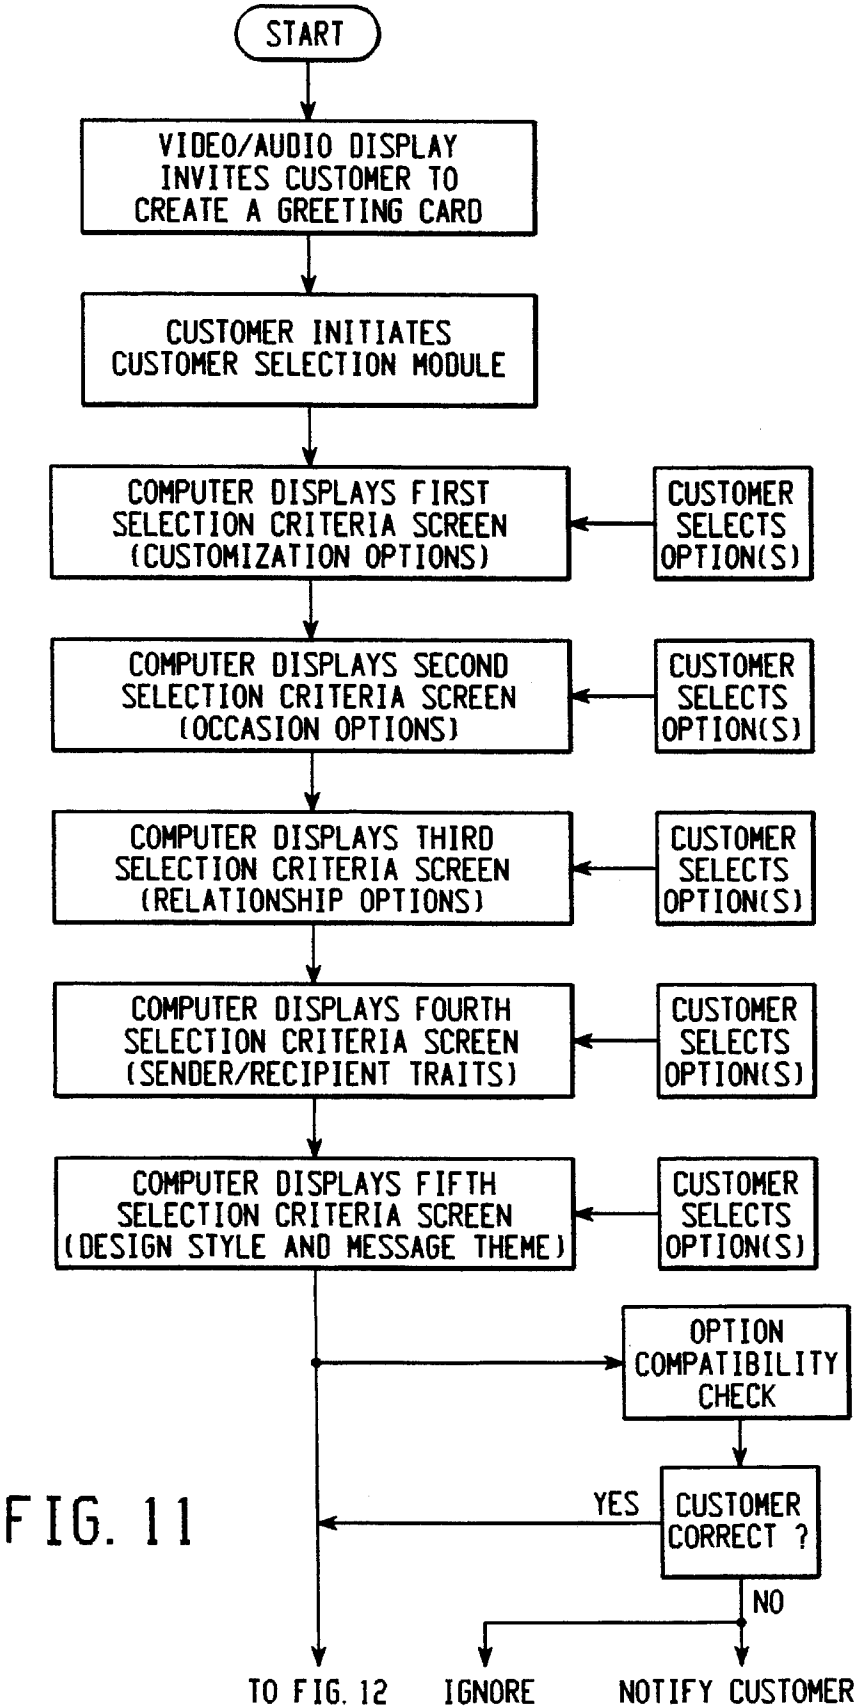 START
VIDEO/AUDIO DISPLAY
INVITES CUSTOMER TO
CREATE A GREETING CARD
CUSTOMER INITIATES
CUSTOMER SELECTION MODULE
COMPUTER DISPLAYS FIRST
SELECTION CRITERIA SCREEN
(CUSTOMIZATION OPTIONS)
CUSTOMER
SELECTS
OPTION(S)
COMPUTER DISPLAYS SECOND
SELECTION CRITERIA SCREEN
(OCCASION OPTIONS)
CUSTOMER
SELECTS
OPTION(S)
COMPUTER DISPLAYS THIRD
SELECTION CRITERIA SCREEN
(RELATIONSHIP OPTIONS)
CUSTOMER
SELECTS
OPTION(S)
COMPUTER DISPLAYS FOURTH
SELECTION CRITERIA SCREEN
(SENDER/RECIPIENT TRAITS)
CUSTOMER
SELECTS
OPTION(S)
COMPUTER DISPLAYS FIFTH
SELECTION CRITERIA SCREEN
(DESIGN STYLE AND MESSAGE THEME)
CUSTOMER
SELECTS
OPTION(S)
OPTION
COMPATIBILITY
CHECK
YES
CUSTOMER
CORRECT ?
FIG. 11
NO
TO FIG. 12
IGNORE
NOTIFY CUSTOMER